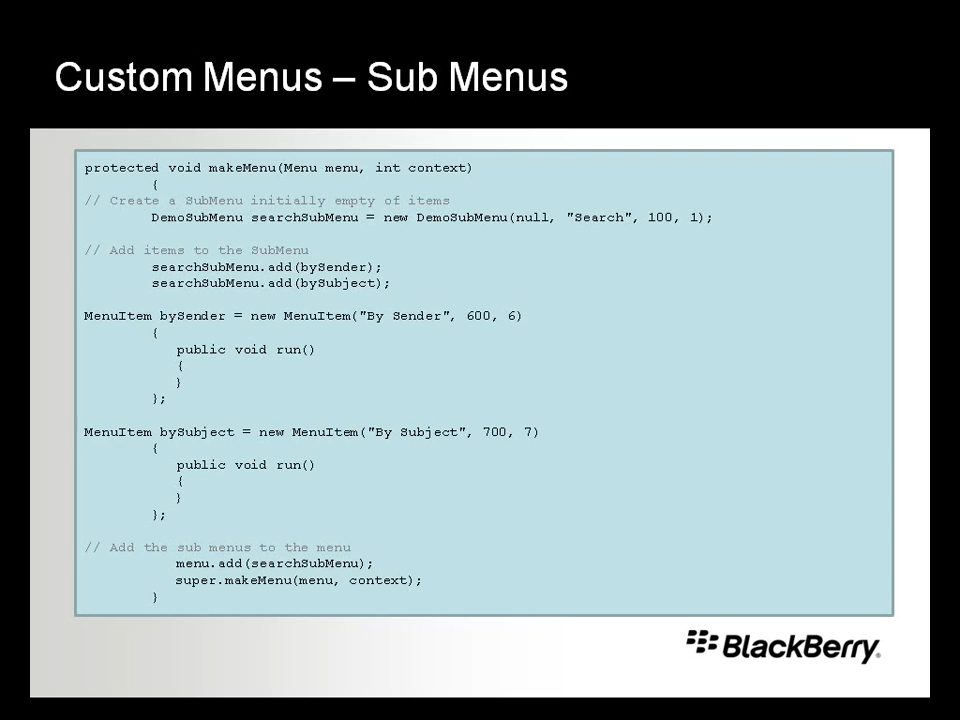 Custom Menus – Sub Menus
protected void makeMenu(Menu menu, int context)
{
// Create a SubMenu initially empty of items
DemoSubMenu searchSubMenu = new DemoSubMenu(null, "Search", 100, 1);
// Add items to the SubMenu
searchSubMenu.add(bySender);
searchSubMenu.add(bySubject);
MenuItem bySender = new MenuItem("By Sender", 600, 6)
{
public void run()
{
}
};
MenuItem bySubject = new MenuItem("By Subject", 700, 7)
{
public void run()
{
}
};
// Add the sub menus to the menu
menu.add(searchSubMenu);
super.makeMenu(menu, context);
}
BlackBerry®